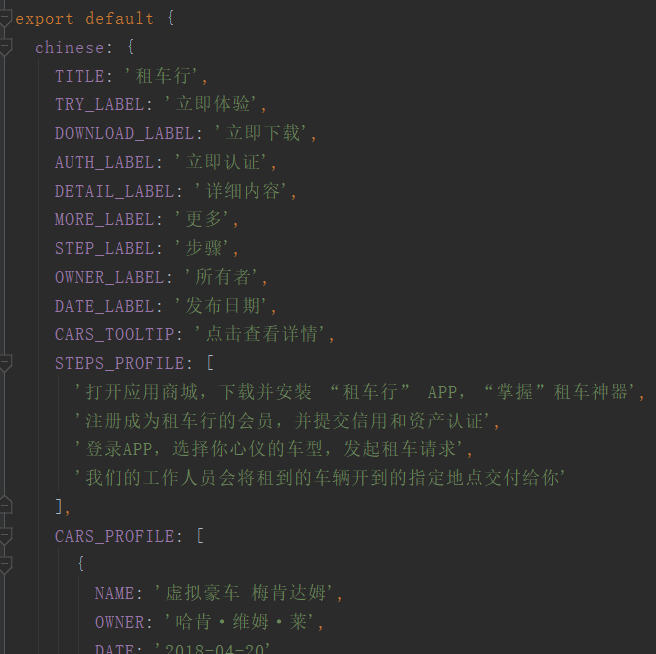 export default {
chinese: {
TITLE: '租车行',
TRY_LABEL: '立即体验',
DOWNLOAD_LABEL: '立即下载',
AUTH_LABEL: '立即认证',
DETAIL_LABEL: '详细内容',
MORE_LABEL: '更多',
STEP_LABEL: '步骤',
OWNER_LABEL: '所有者',
DATE_LABEL: '发布日期',
CARS_TOOLTIP: '点击查看详情',
STEPS_PROFILE: [
'打开应用商城，下载并安装 “租车行” APP，“掌握”租车神器',
'注册成为租车行的会员，并提交信用和资产认证',
'登录APP，选择你心仪的车型，发起租车请求',
'我们的工作人员会将租到的车辆开到的指定地点交付给你'
],
CARS_PROFILE: [
{
NAME: '虚拟豪车 梅肯达姆',
OWNER: '哈肯·维姆·莱',
DATE: '2018-04-20'